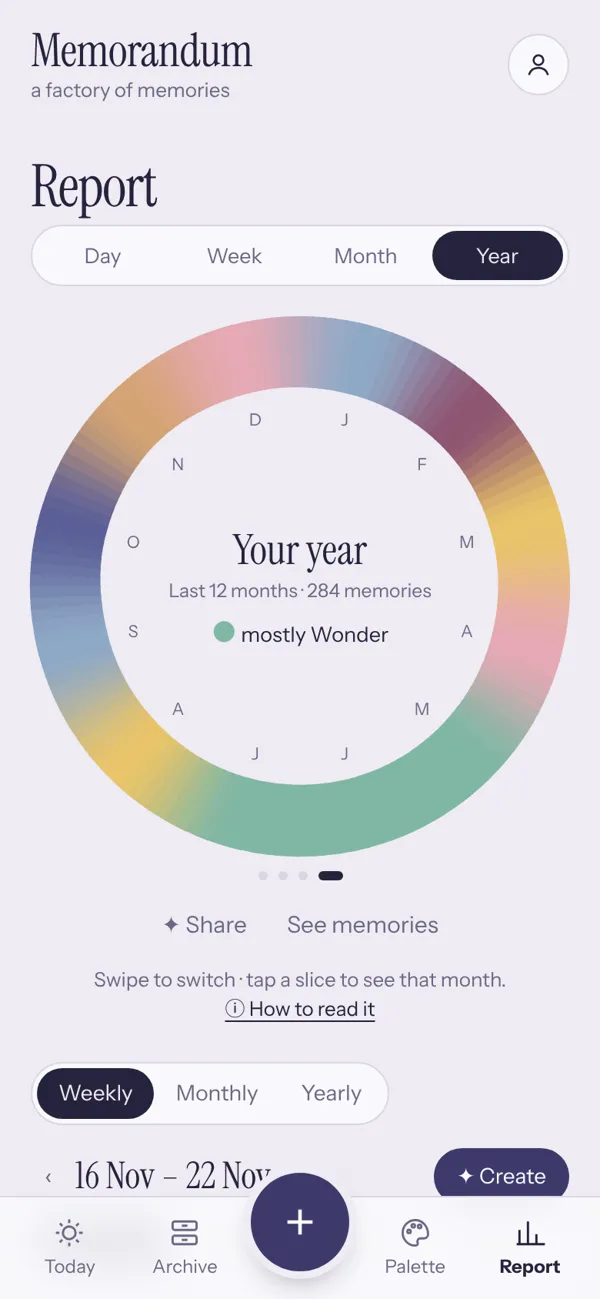 Memorandum
a factory of memories
Report
Day Week Month Year
D J
N F
O M
Your year
Last 12 months · 284 memories
mostly Wonder
S A
A M
J J
✦ Share See memories
Swipe to switch · tap a slice to see that month.
ⓘ How to read it
Weekly Monthly Yearly
‹ 16 Nov – 22 Nov ✦ Create
+
Today Archive Palette Report